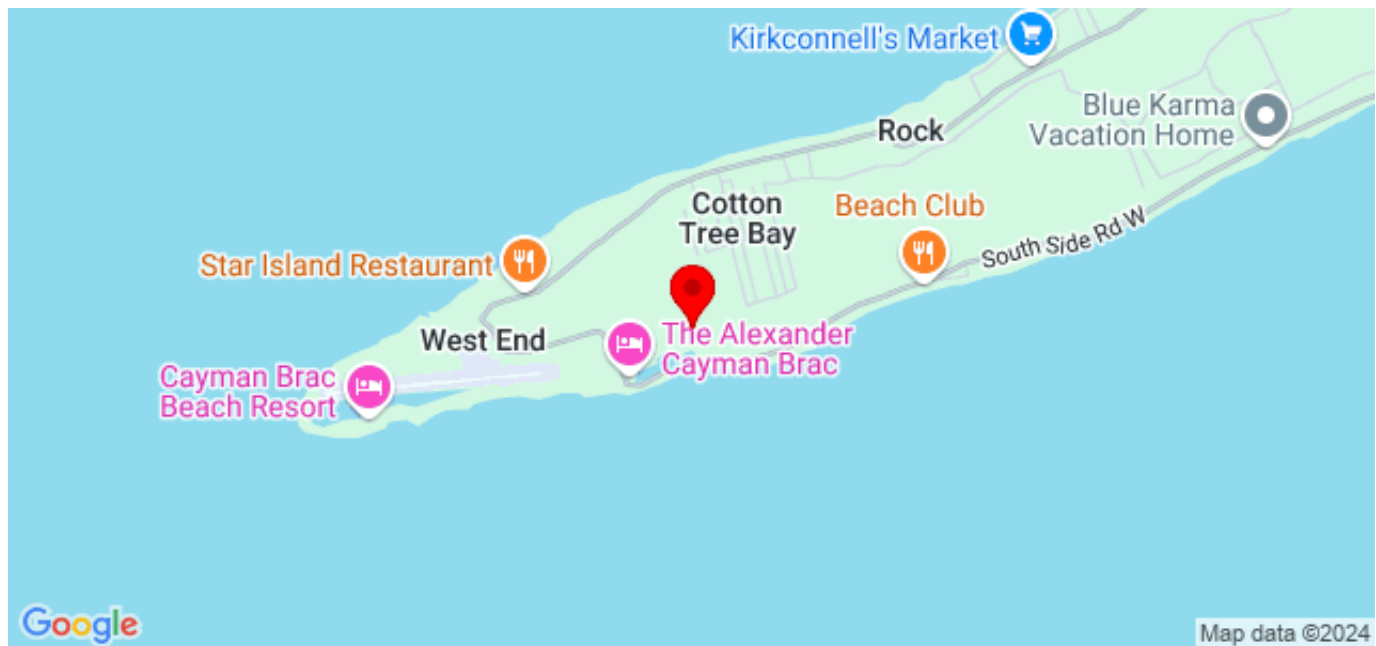 Kirkconnell's Market
Blue Karma
Vacation Home
Rock
Cotton
Tree Bay
Beach Club
South Side Rd W
Star Island Restaurant
West End
The Alexander
Cayman Brac
Cayman Brac
Beach Resort
Google
Map data ©2024